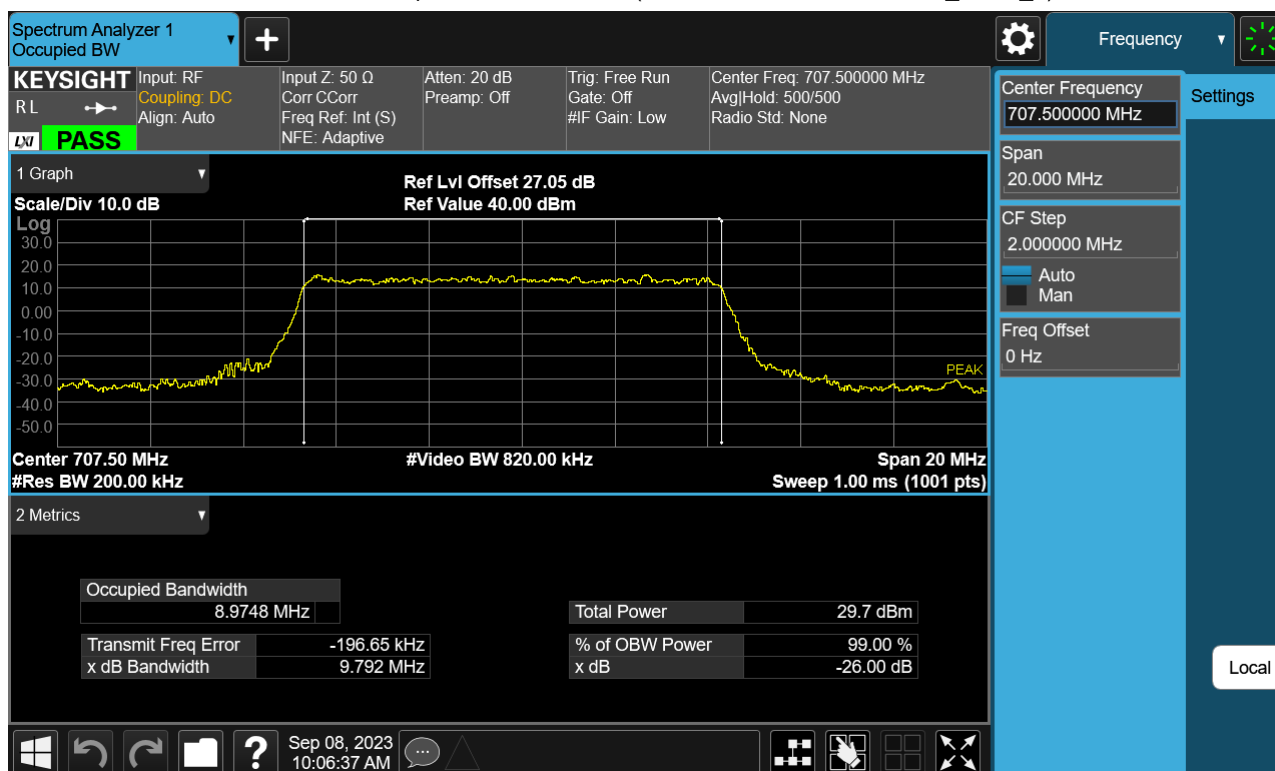 Spectrum Analyzer 1
Occupied BW
Frequency
KEYSIGHT
R L
LXI PASS
Input: RF
Coupling: DC
Align: Auto
Input Z: 50 Ω
Corr CCorr
Freq Ref: Int (S)
NFE: Adaptive
Atten: 20 dB
Preamp: Off
Trig: Free Run
Gate: Off
#IF Gain: Low
Center Freq: 707.500000 MHz
Avg|Hold: 500/500
Radio Std: None
Center Frequency
707.500000 MHz
Settings
Span
20.000 MHz
CF Step
2.000000 MHz
Auto
Man
Freq Offset
0 Hz
Local
1 Graph
Scale/Div 10.0 dB
Ref Lvl Offset 27.05 dB
Ref Value 40.00 dBm
Log
30.0
20.0
10.0
0.00
-10.0
-20.0
-30.0
-40.0
-50.0
PEAK
Center 707.50 MHz
#Video BW 820.00 kHz
Span 20 MHz
#Res BW 200.00 kHz
Sweep 1.00 ms (1001 pts)
2 Metrics
Occupied Bandwidth
8.9748 MHz
Total Power 29.7 dBm
Transmit Freq Error -196.65 kHz
% of OBW Power 99.00 %
x dB Bandwidth 9.792 MHz
x dB -26.00 dB
Sep 08, 2023
10:06:37 AM